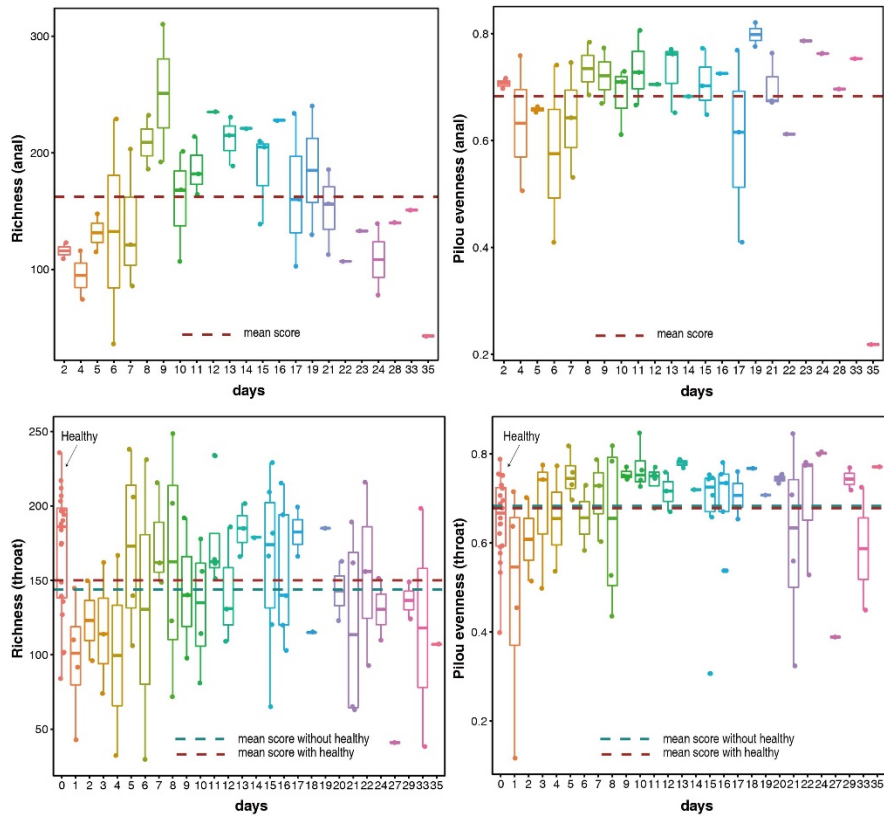 Richness (anal)
300
200
100
mean score
2 4 5 6 7 8 9 10 11 12 13 14 15 16 17 19 21 22 23 24 28 33 35
days
Pilou evenness (anal)
0.8
0.6
0.4
0.2
mean score
2 4 5 6 7 8 9 10 11 12 13 14 15 16 17 19 21 22 23 24 28 33 35
days
Richness (throat)
250
200
150
100
50
Healthy
mean score without healthy
mean score with healthy
0 1 2 3 4 5 6 7 8 9 10 11 12 13 14 15 16 17 18 19 20 21 22 24 27 29 33 35
days
Pilou evenness (throat)
0.8
0.6
0.4
0.2
Healthy
mean score without healthy
mean score with healthy
0 1 2 3 4 5 6 7 8 9 10 11 12 13 14 15 16 17 18 19 20 21 22 24 27 29 33 35
days